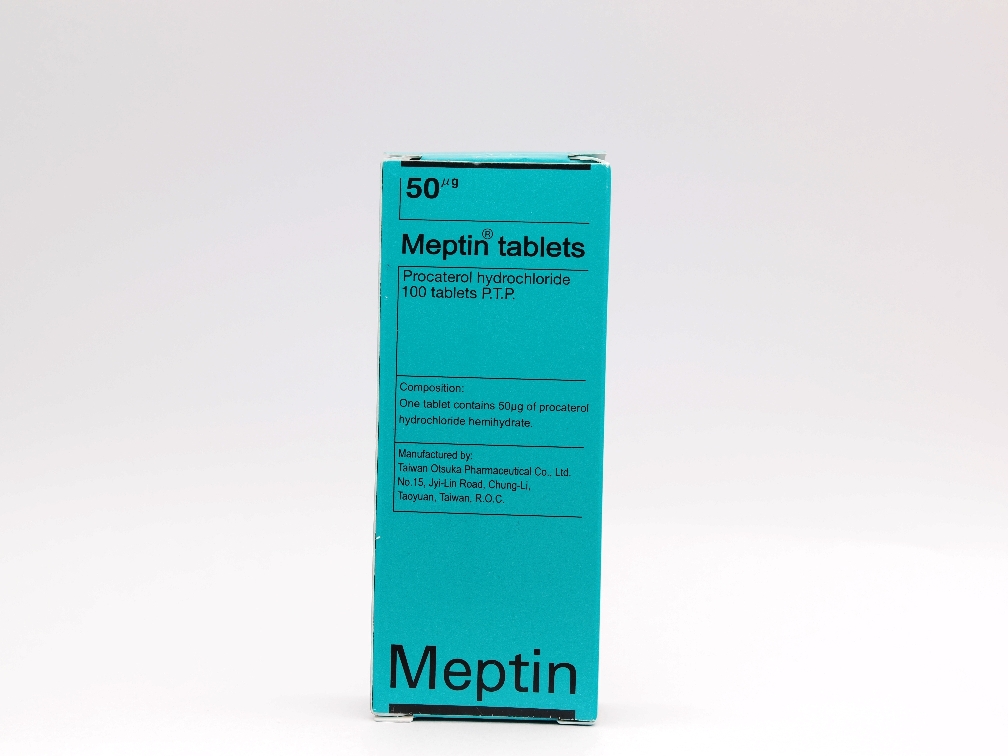 50µg
Meptin® tablets
Procaterol hydrochloride
100 tablets P.T.P.
Composition:
One tablet contains 50µg of procaterol
hydrochloride hemihydrate.
Manufactured by:
Taiwan Otsuka Pharmaceutical Co., Ltd.
No.15, Jyi-Lin Road, Chung-Li,
Taoyuan, Taiwan, R.O.C.
Meptin